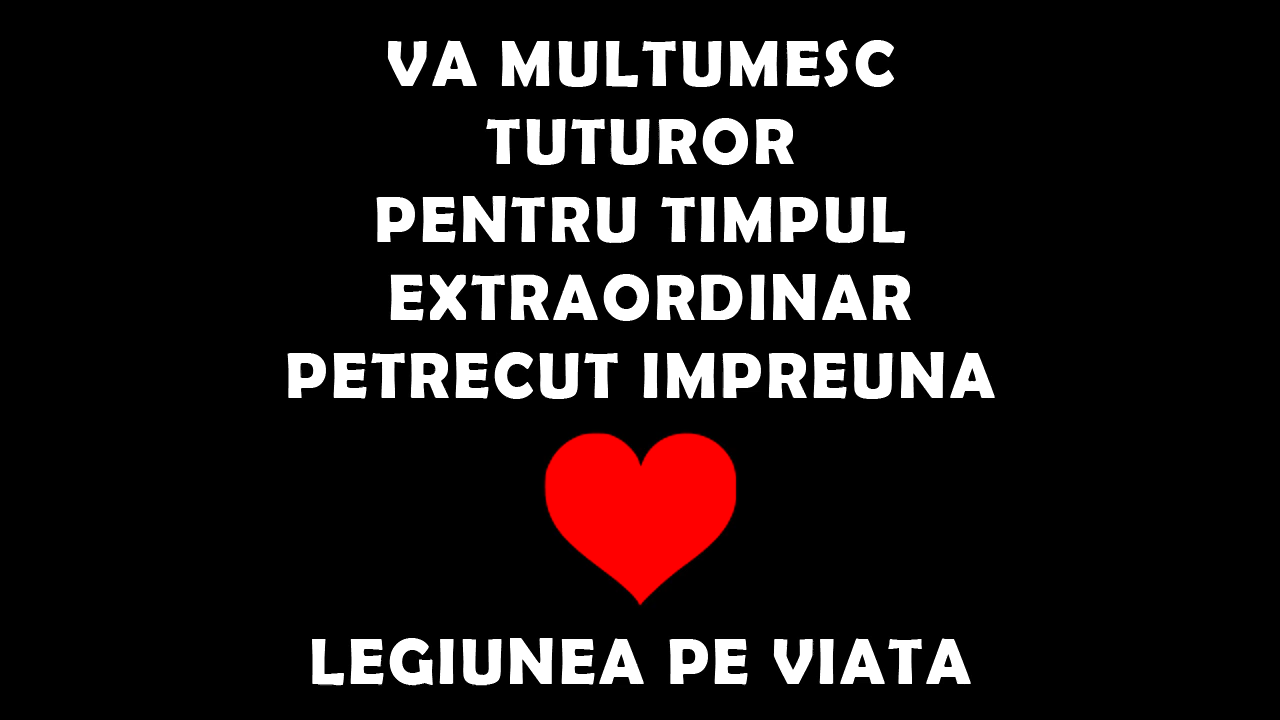 VA MULTUMESC
TUTUROR
PENTRU TIMPUL
EXTRAORDINAR
PETRECUT IMPREUNA
LEGIUNEA PE VIATA